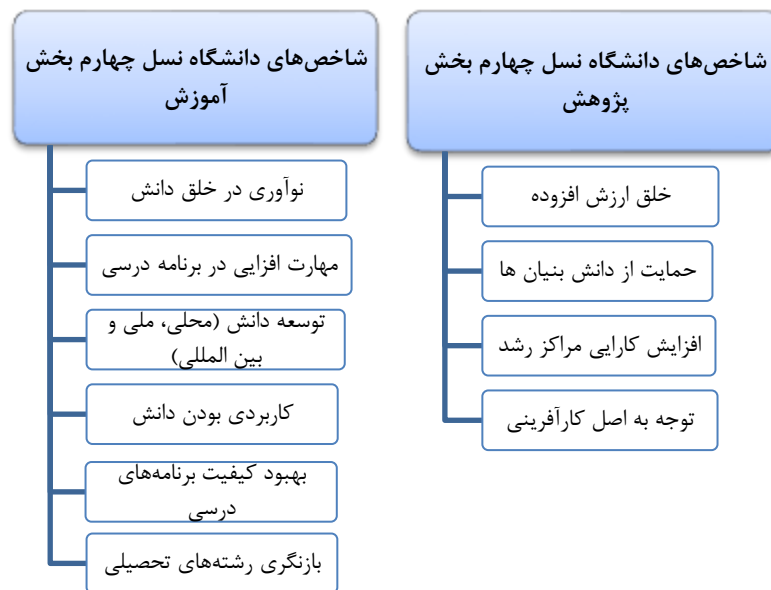 شاخص‌های دانشگاه نسل چهارم بخش
پژوهش
خلق ارزش افزوده
حمایت از دانش بنیان ها
افزایش کارایی مراکز رشد
توجه به اصل کارآفرینی
شاخص‌های دانشگاه نسل چهارم بخش
آموزش
نوآوری در خلق دانش
مهارت افزایی در برنامه درسی
توسعه دانش (محلی، ملی و
بین المللی)
کاربردی بودن دانش
بهبود کیفیت برنامه‌های
درسی
بازنگری رشته‌های تحصیلی